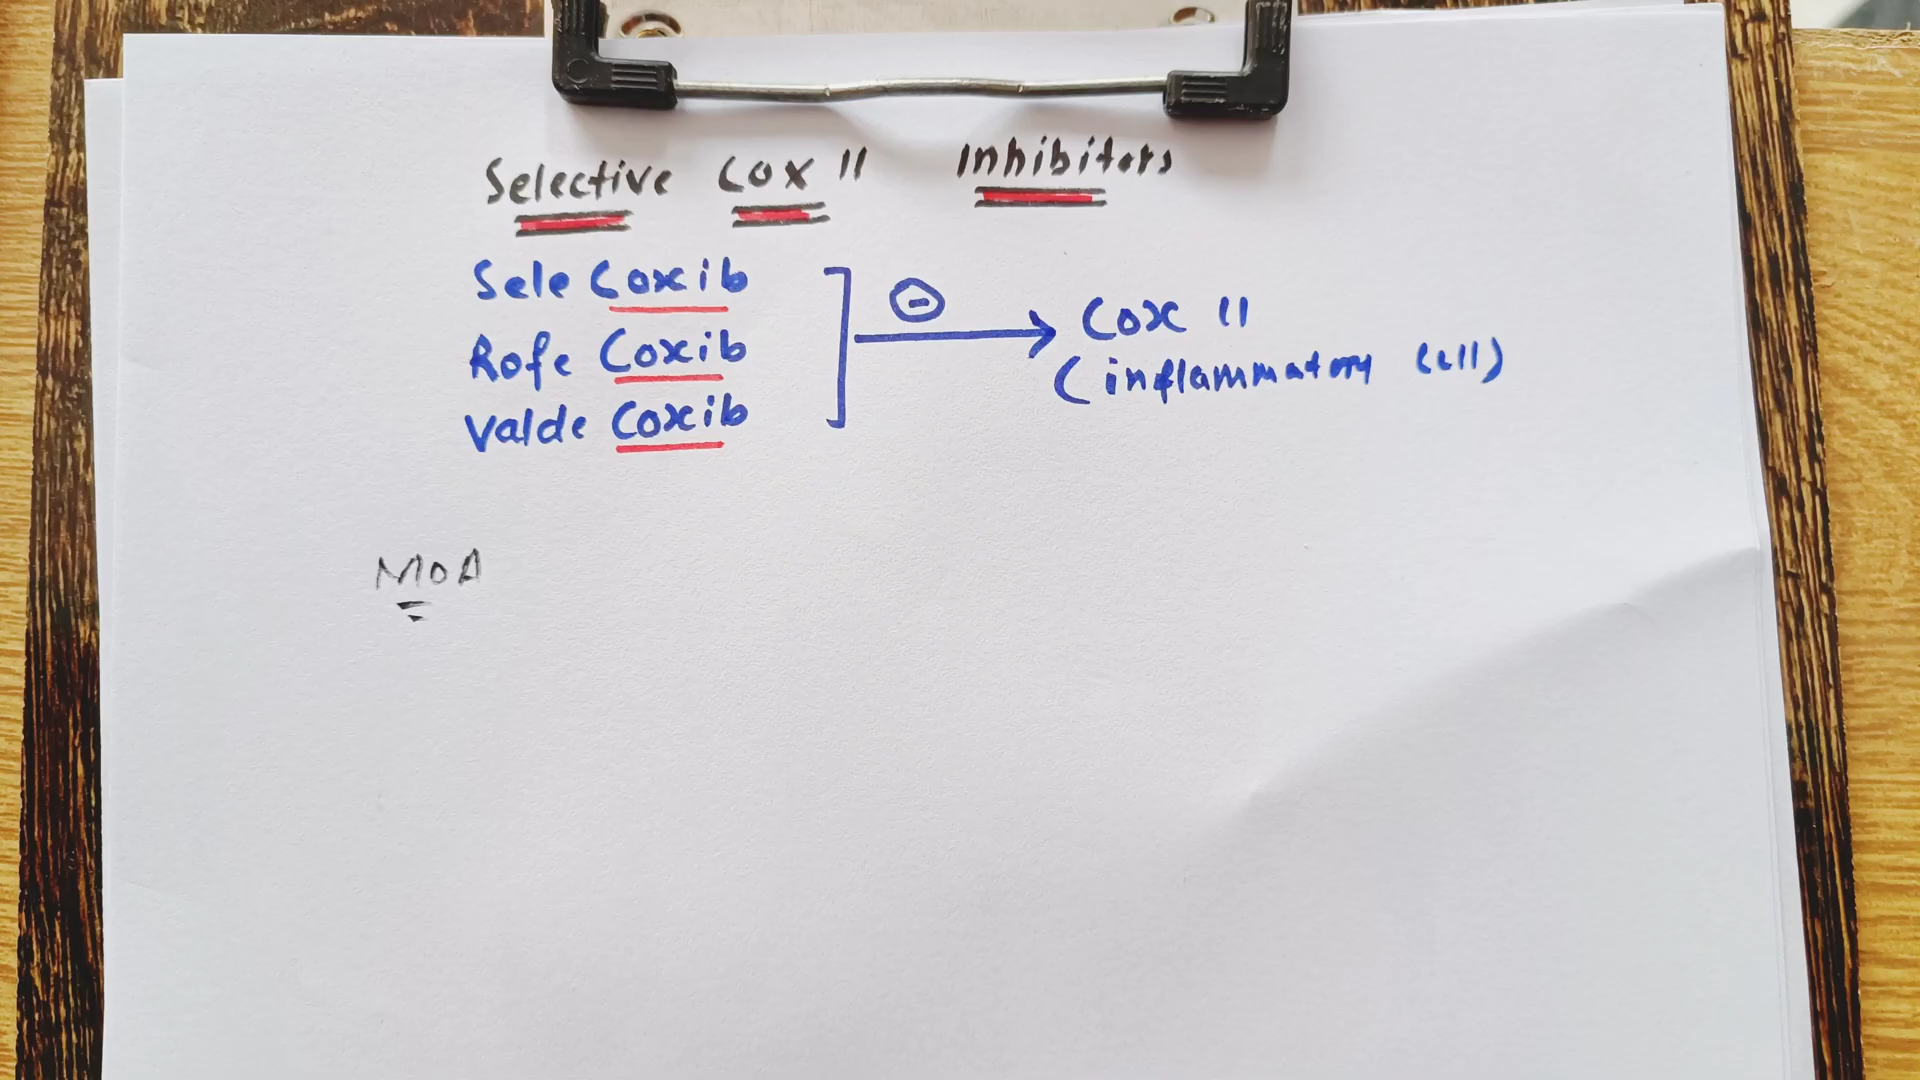 Selective COX II Inhibitors
Sele Coxib
Rofe Coxib
Valde Coxib
⊖
Cox II
(inflammatory cell)
MOA